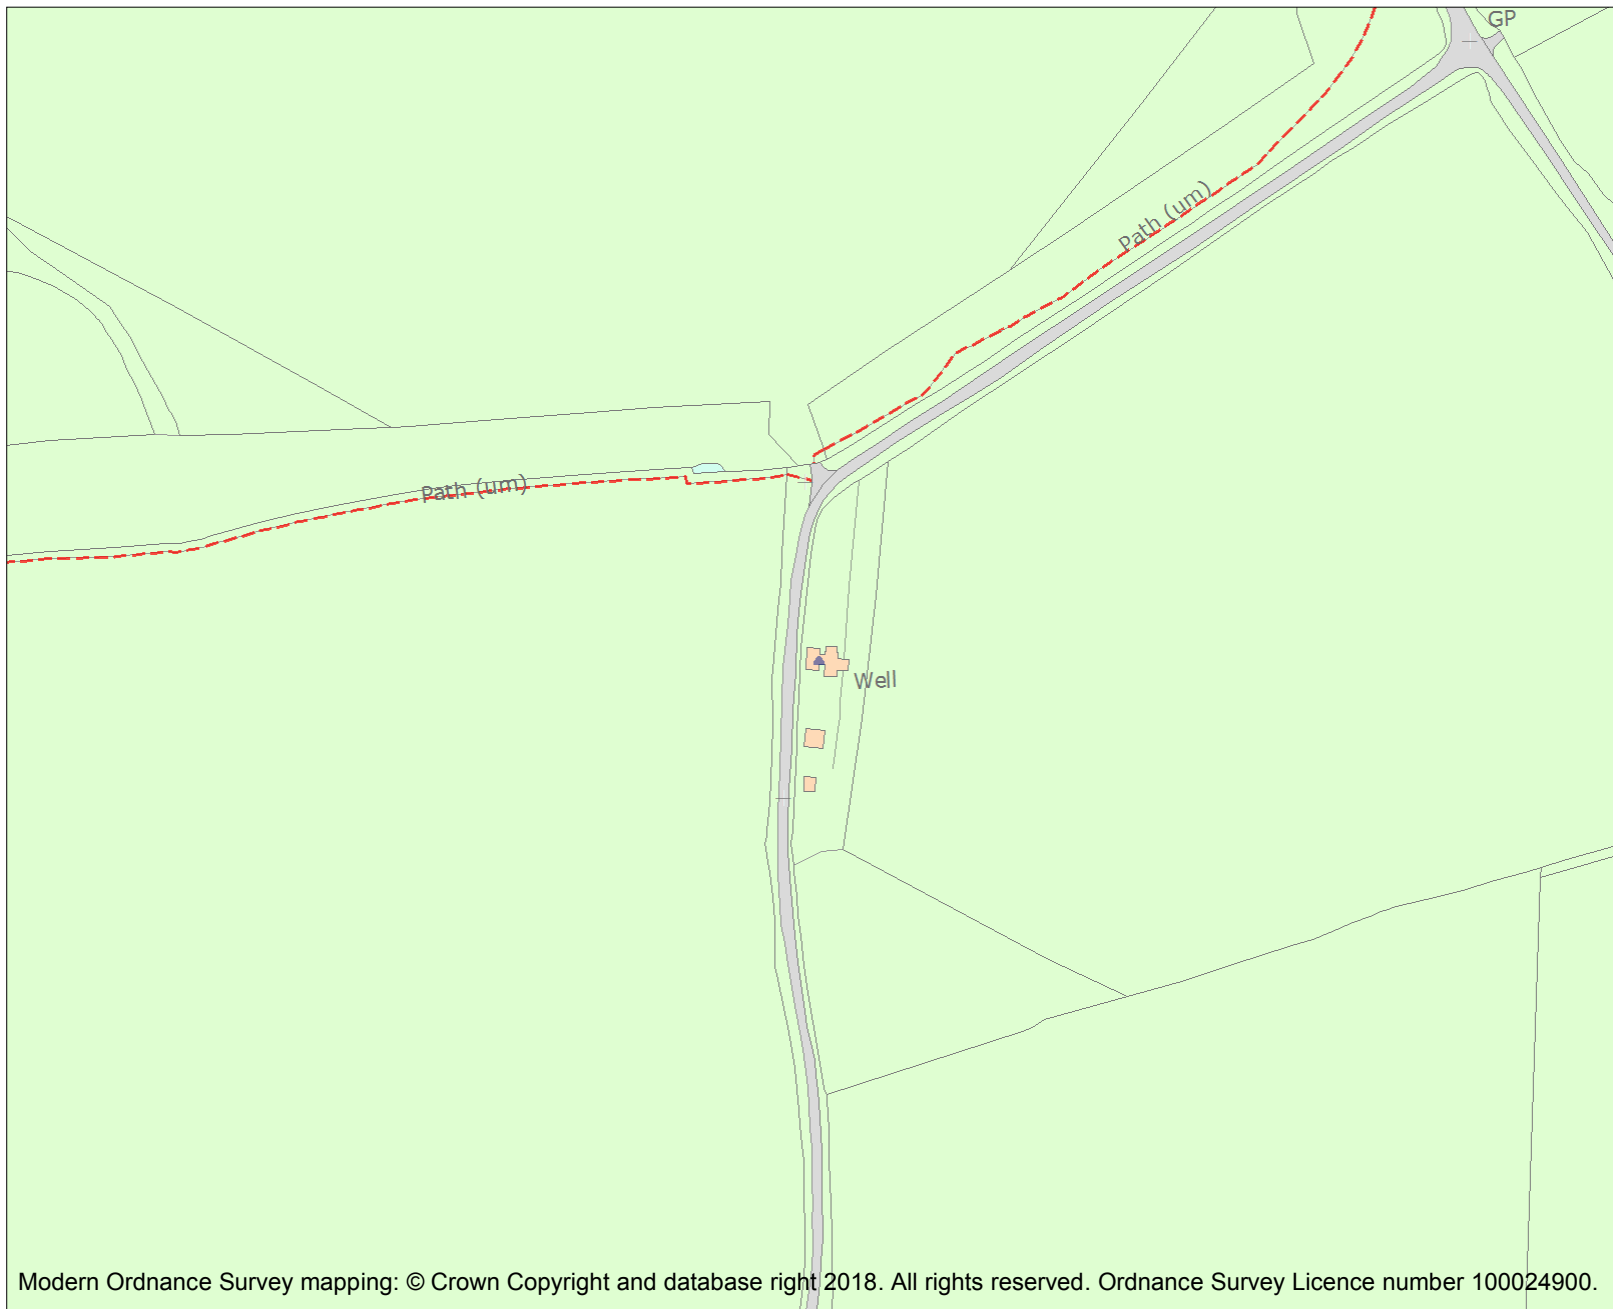 GP
Path (um)
Path (um)
Well
Modern Ordnance Survey mapping: © Crown Copyright and database right 2018. All rights reserved. Ordnance Survey Licence number 100024900.